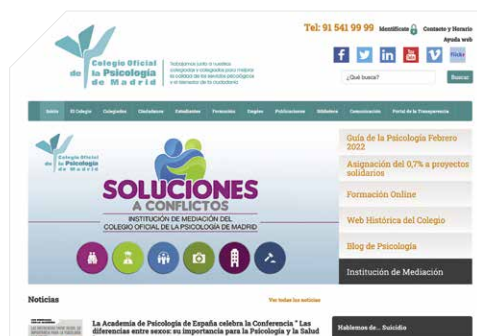 Tel: 91 541 99 99 Identifícate Contacto y Horario
Ayuda web
Colegio Oficial
de la Psicología
de Madrid
Trabajamos junto a nuestros
colegiados y colegiadas para mejorar
la calidad de los servicios psicológicos
y el bienestar de la ciudadanía
flickr
¿Qué busca? Buscar
Inicio El Colegio Colegiados Ciudadanos Estudiantes Formación Empleo Publicaciones Biblioteca Comunicación Portal de la Transparencia
Colegio Oficial
de la Psicología
de Madrid
SOLUCIONES
A CONFLICTOS
INSTITUCIÓN DE MEDIACIÓN DEL
COLEGIO OFICIAL DE LA PSICOLOGÍA DE MADRID
Guía de la Psicología Febrero
2022
Asignación del 0,7% a proyectos
solidarios
Formación Online
Web Histórica del Colegio
Blog de Psicología
Institución de Mediación
Noticias Ver todas las noticias
La Academia de Psicología de España celebra la Conferencia " Las
diferencias entre sexos: su importancia para la Psicología y la Salud
Hablemos de... Suicidio